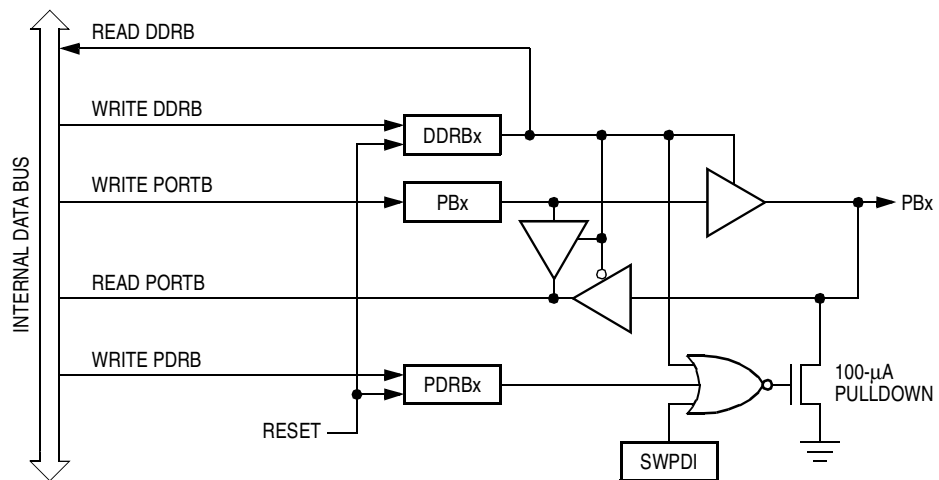 READ DDRB
WRITE DDRB
DDRBx
WRITE PORTB
PBx
PBx
INTERNAL DATA BUS
READ PORTB
WRITE PDRB
PDRBx
100-μA
PULLDOWN
RESET
SWPDI